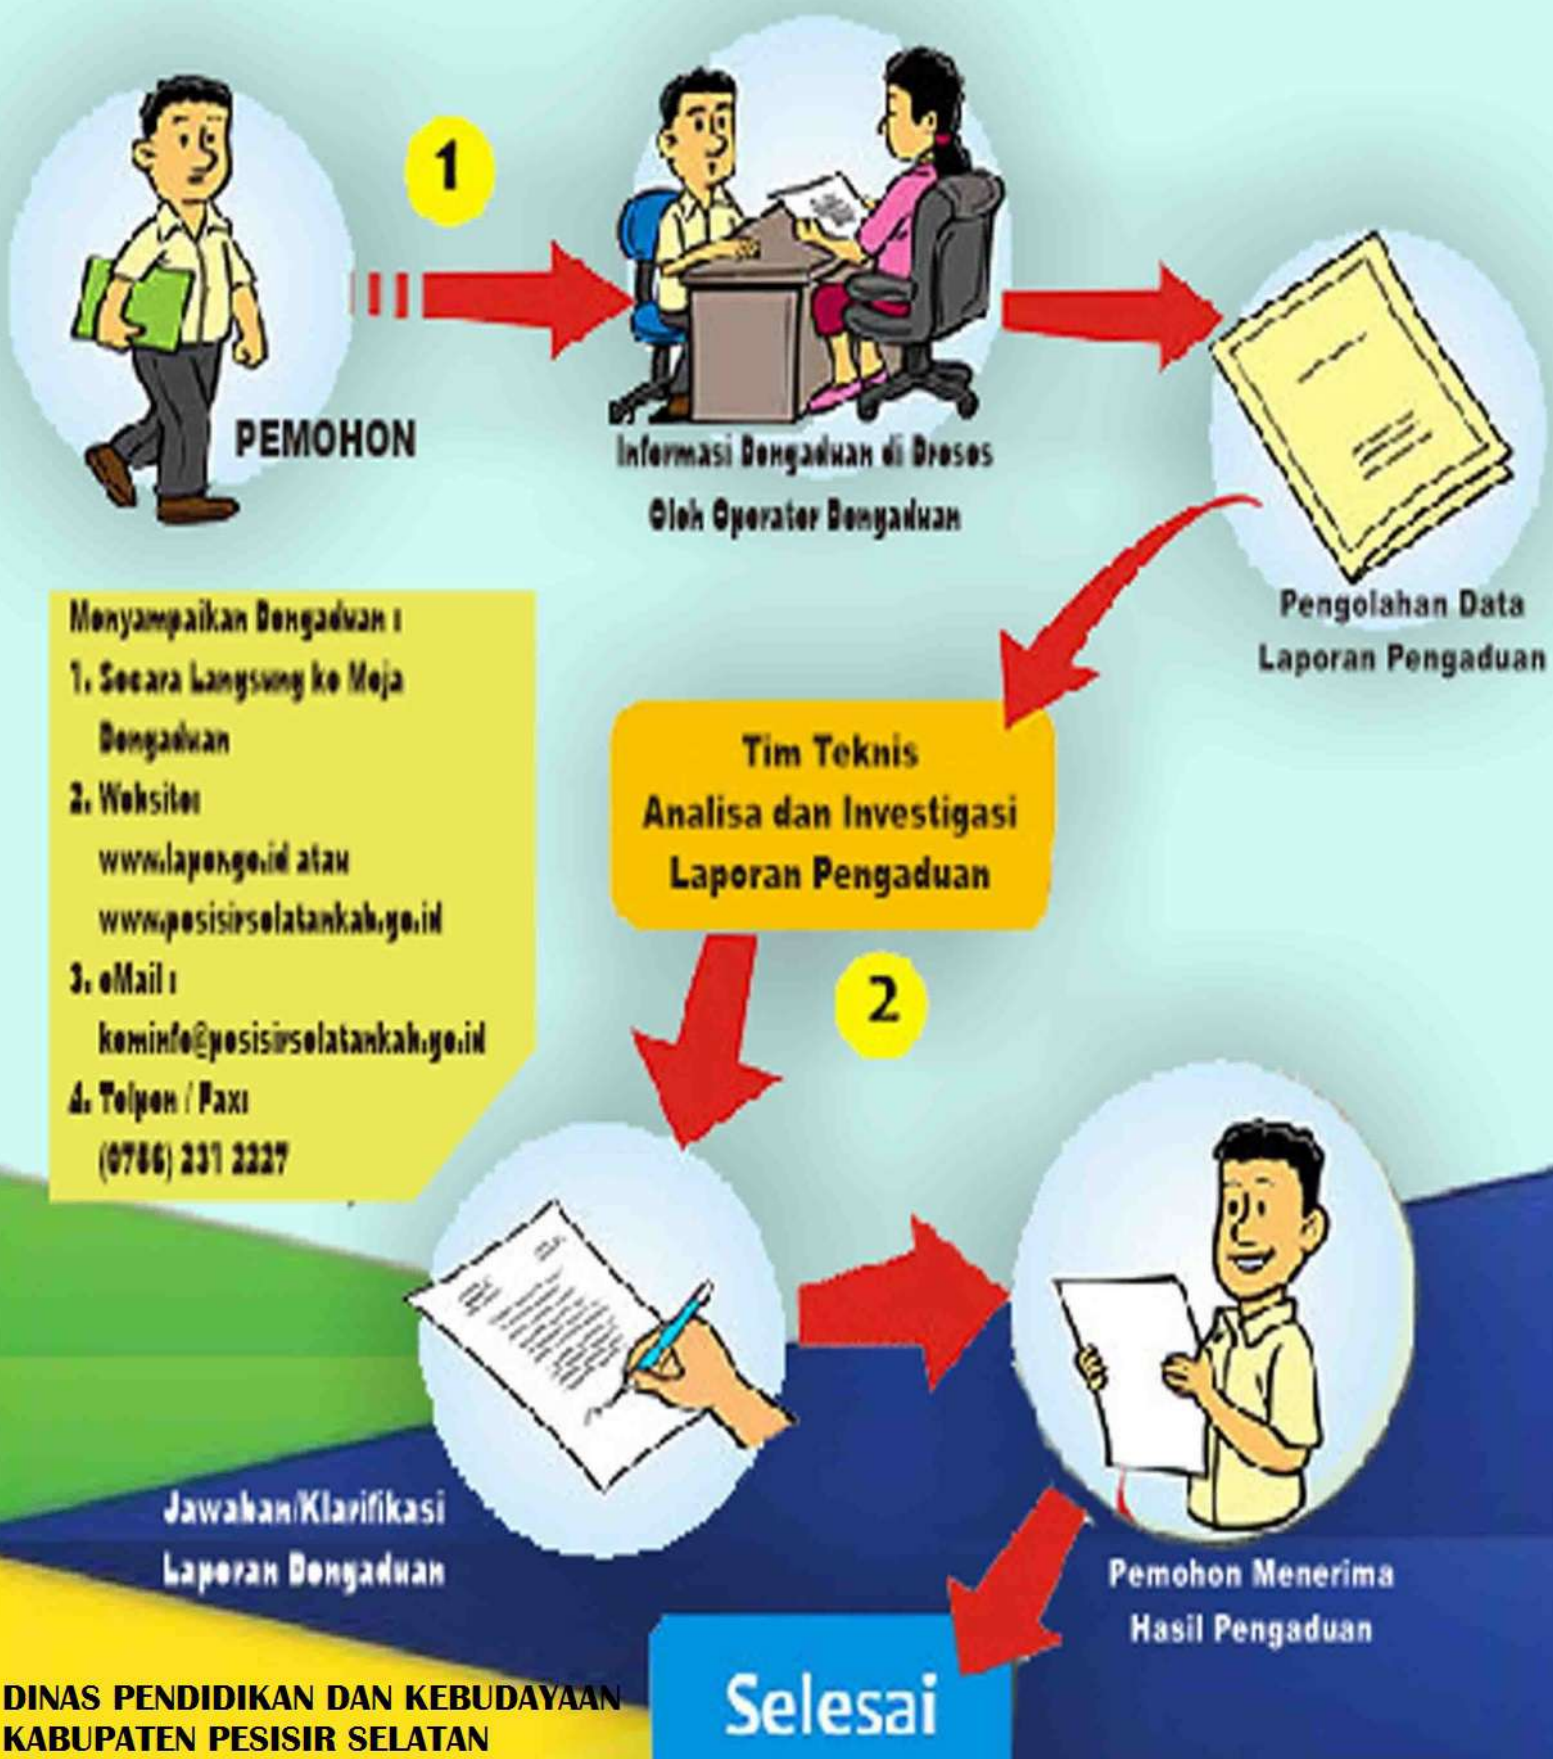 1
PEMOHON
Informasi Pengaduan di Proses
Oleh Operator Pengaduan
Pengolahan Data
Laporan Pengaduan
Menyampaikan Pengaduan :
1. Secara Langsung ke Meja
Pengaduan
2. Website:
www.lapor.go.id atau
www.pesisirselatankab.go.id
3. eMail :
kominfo@pesisirselatankab.go.id
4. Telpon / Fax:
Tim Teknis
Analisa dan Investigasi
Laporan Pengaduan
2
Jawaban/Klarifikasi
Laporan Pengaduan
Pemohon Menerima
Hasil Pengaduan
Selesai
DINAS PENDIDIKAN DAN KEBUDAYAAN
KABUPATEN PESISIR SELATAN